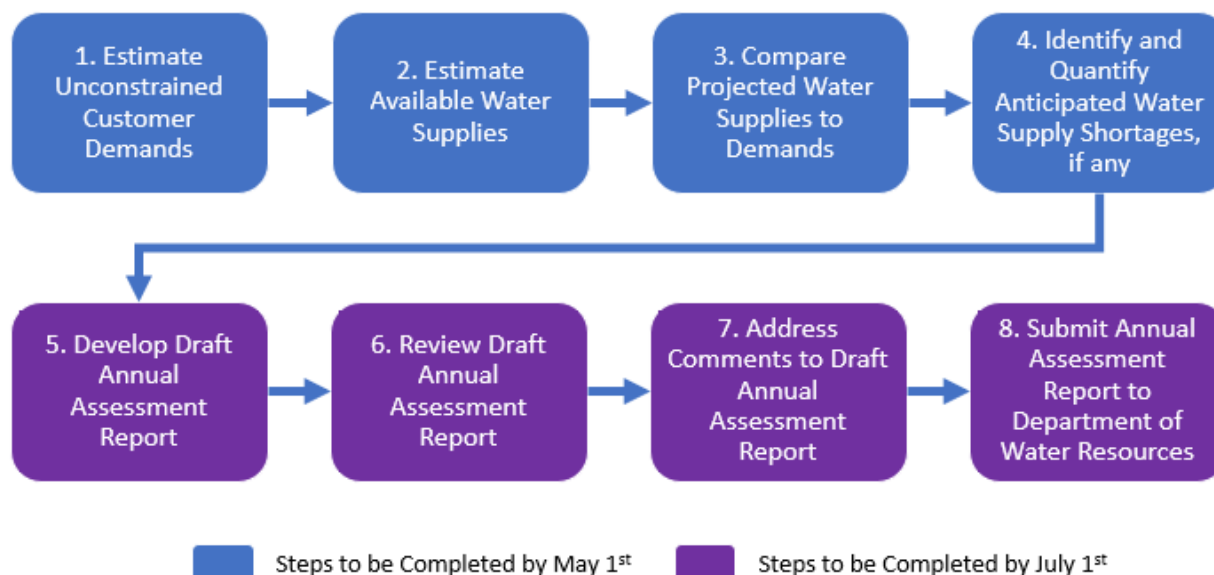 1. Estimate
Unconstrained
Customer
Demands
2. Estimate
Available Water
Supplies
3. Compare
Projected Water
Supplies to
Demands
4. Identify and
Quantify
Anticipated Water
Supply Shortages,
if any
5. Develop Draft
Annual
Assessment
Report
6. Review Draft
Annual
Assessment
Report
7. Address
Comments to Draft
Annual
Assessment
Report
8. Submit Annual
Assessment
Report to
Department of
Water Resources
Steps to be Completed by May 1st
Steps to be Completed by July 1st